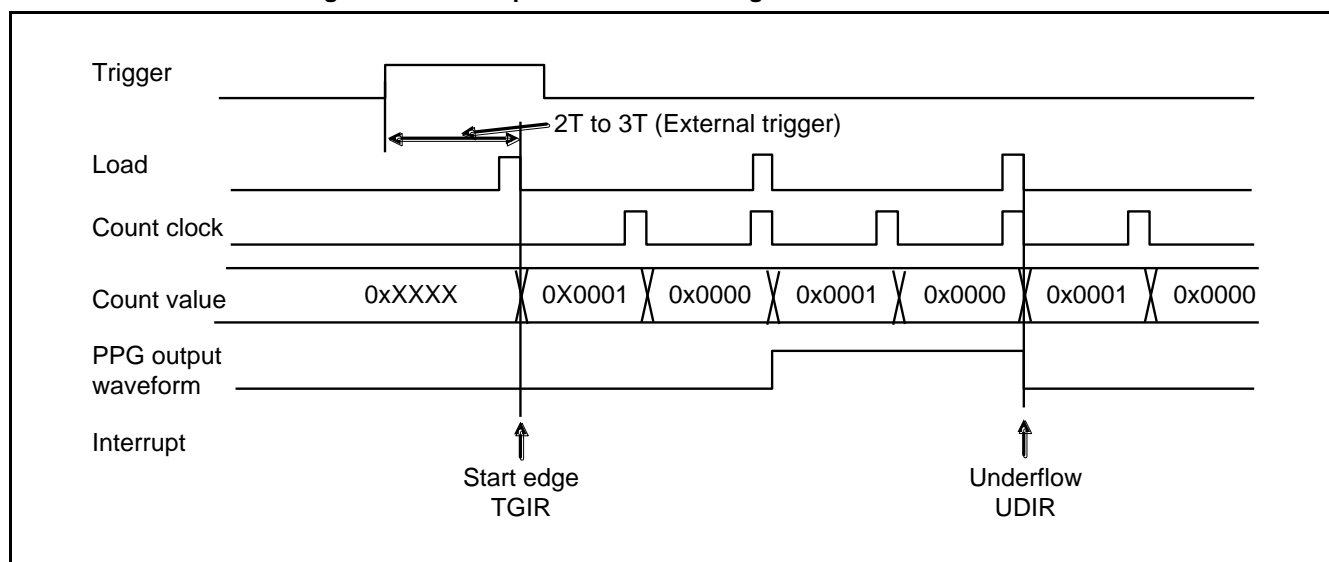 Trigger
2T to 3T (External trigger)
Load
Count clock
Count value 0xXXXX 0X0001 0x0000 0x0001 0x0000 0x0001 0x0000
PPG output
waveform
Interrupt
Start edge
TGIR
Underflow
UDIR